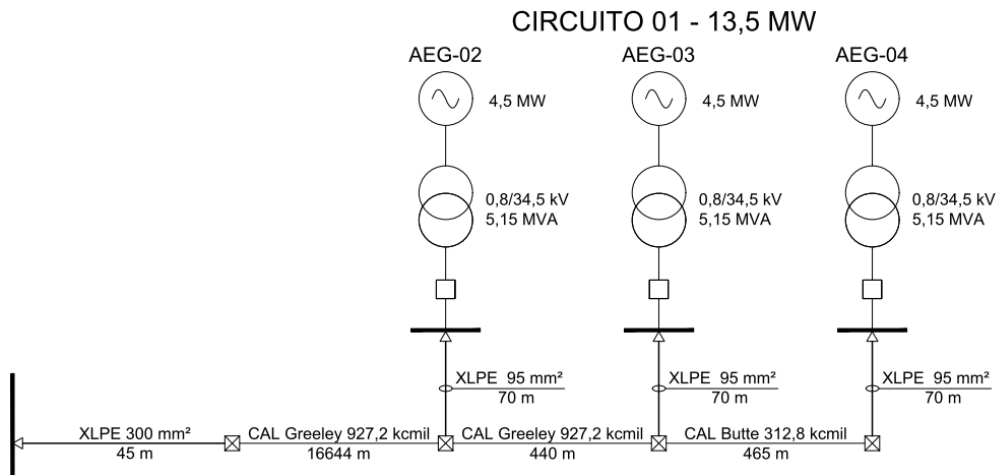 CIRCUITO 01 - 13,5 MW
AEG-02
AEG-03
AEG-04
4,5 MW
4,5 MW
4,5 MW
0,8/34,5 kV
5,15 MVA
0,8/34,5 kV
5,15 MVA
0,8/34,5 kV
5,15 MVA
XLPE 95 mm²
70 m
XLPE 95 mm²
70 m
XLPE 95 mm²
70 m
XLPE 300 mm²
45 m
CAL Greeley 927,2 kcmil
16644 m
CAL Greeley 927,2 kcmil
440 m
CAL Butte 312,8 kcmil
465 m